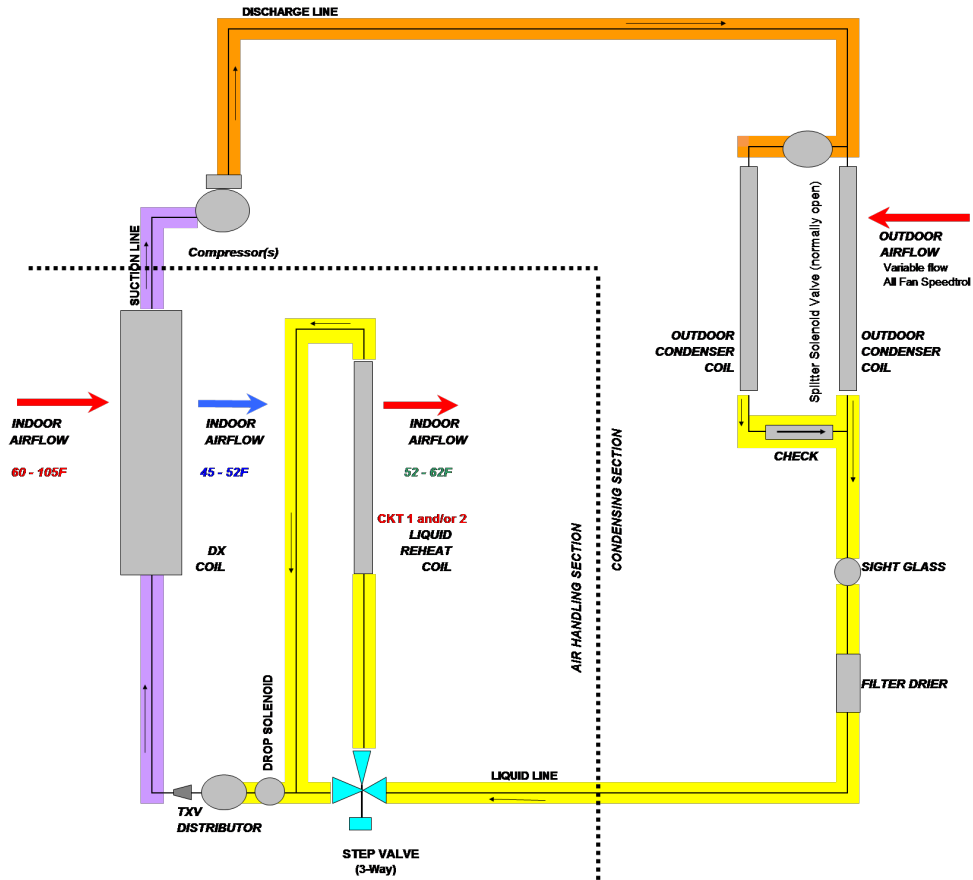 DISCHARGE LINE
Compressor(s)
SUCTION LINE
Splitter Solenoid Valve (normally open)
OUTDOOR
AIRFLOW
Variable flow
All Fan Speedtrol
OUTDOOR
CONDENSER
COIL
OUTDOOR
CONDENSER
COIL
INDOOR
AIRFLOW
60 - 105F
INDOOR
AIRFLOW
45 - 52F
INDOOR
AIRFLOW
52 - 62F
CKT 1 and/or 2
LIQUID
REHEAT
COIL
DX
COIL
CHECK
AIR HANDLING SECTION
CONDENSING SECTION
SIGHT GLASS
FILTER DRIER
DROP SOLENOID
LIQUID LINE
TXV
DISTRIBUTOR
STEP VALVE
(3-Way)